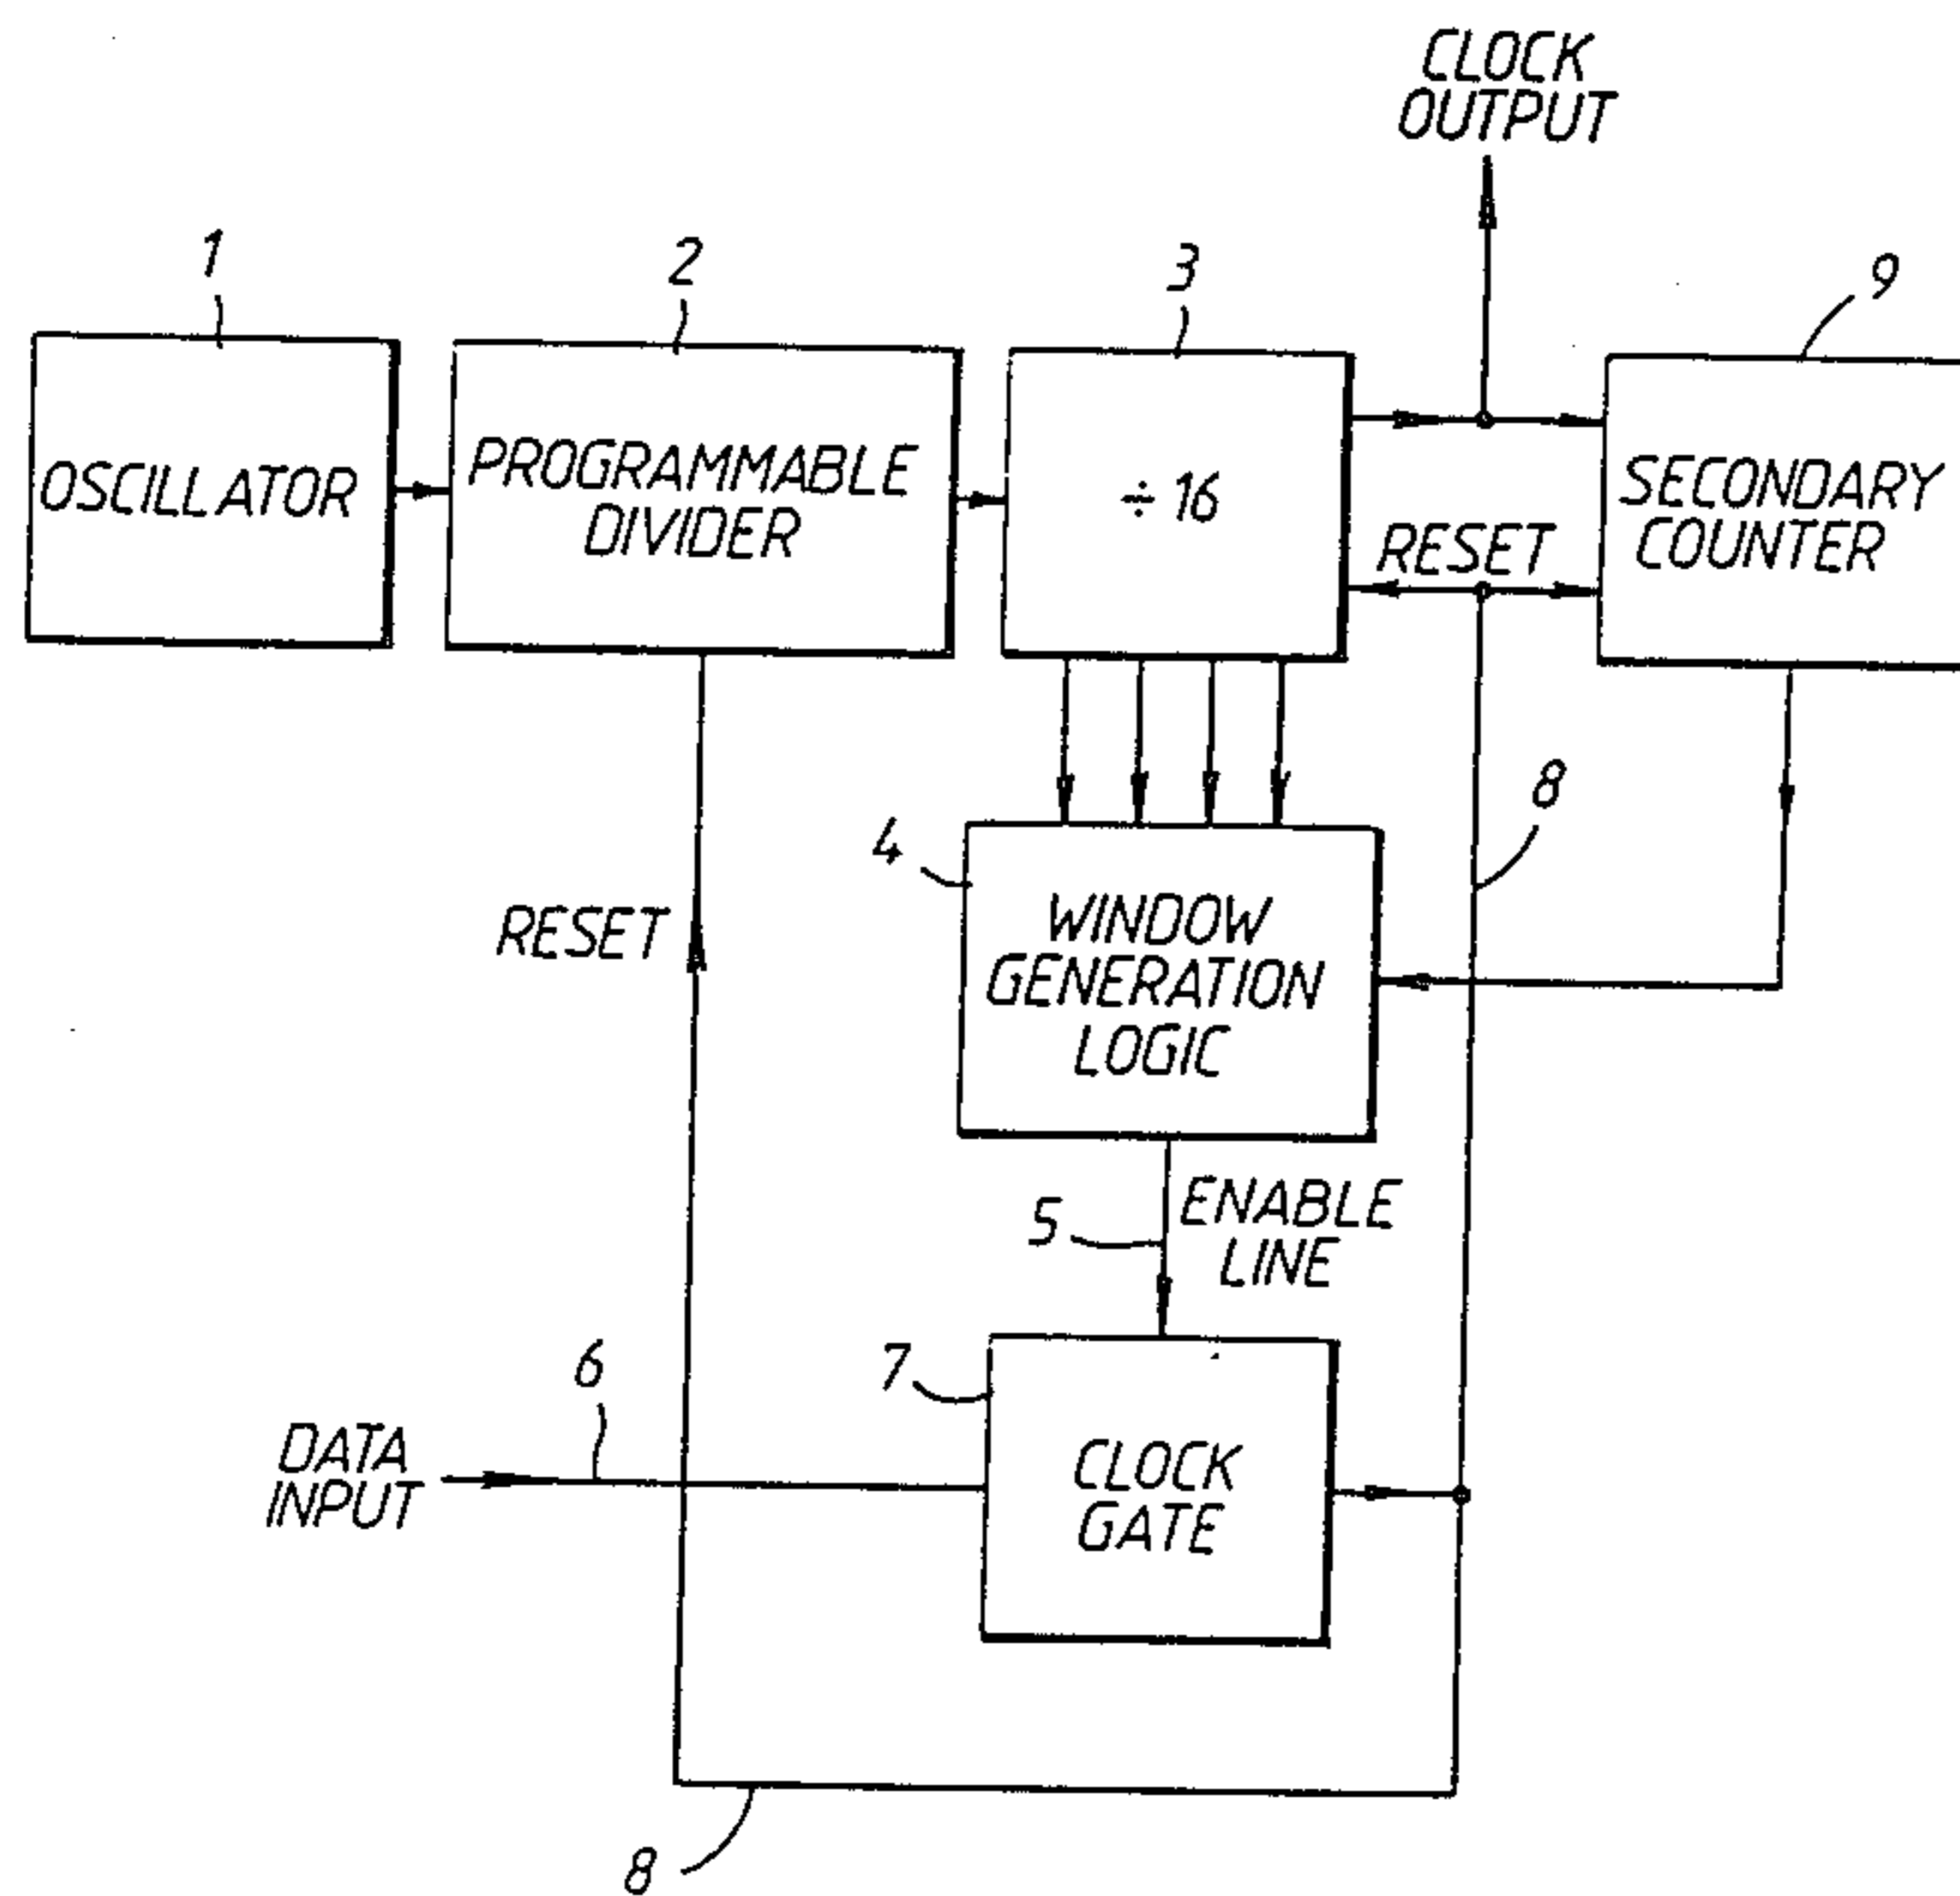 CLOCK
OUTPUT
1
2
3
9
OSCILLATOR
PROGRAMMABLE
DIVIDER
÷ 16
RESET
SECONDARY
COUNTER
8
4
WINDOW
GENERATION
LOGIC
RESET
5
ENABLE
LINE
6
7
DATA
INPUT
CLOCK
GATE
8